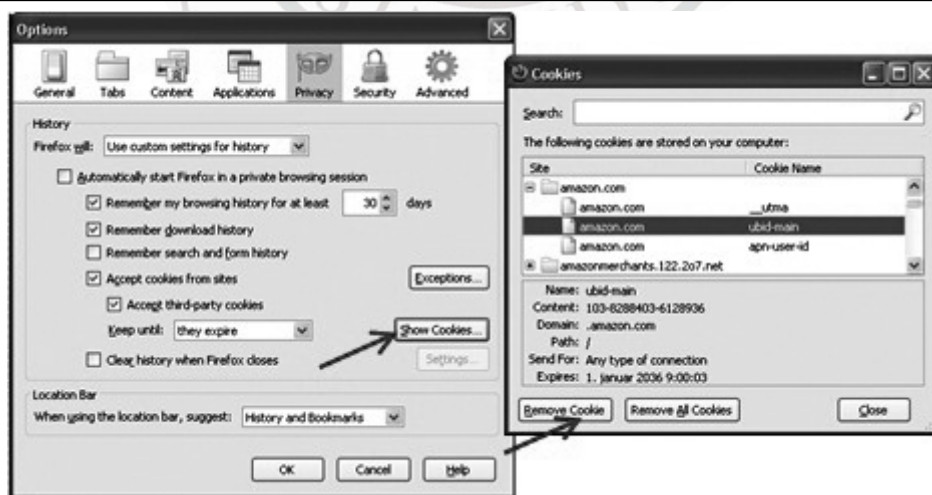 Options
General Tabs Content Applications Privacy Security Advanced
History
Firefox will: Use custom settings for history
Automatically start Firefox in a private browsing session
Remember my browsing history for at least 30 days
Remember download history
Remember search and form history
Accept cookies from sites Exceptions...
Accept third-party cookies
Keep until: they expire Show Cookies...
Clear history when Firefox closes Settings...
Location Bar
When using the location bar, suggest: History and Bookmarks
OK Cancel Help
Cookies
Search:
The following cookies are stored on your computer:
Site Cookie Name
amazon.com
amazon.com __utma
amazon.com ubid-main
amazon.com apn-user-id
amazonmerchants.122.2o7.net
Name: ubid-main
Content: 103-8288403-6128936
Domain: .amazon.com
Path: /
Send For: Any type of connection
Expires: 1. januar 2036 9:00:03
Remove Cookie Remove All Cookies Close